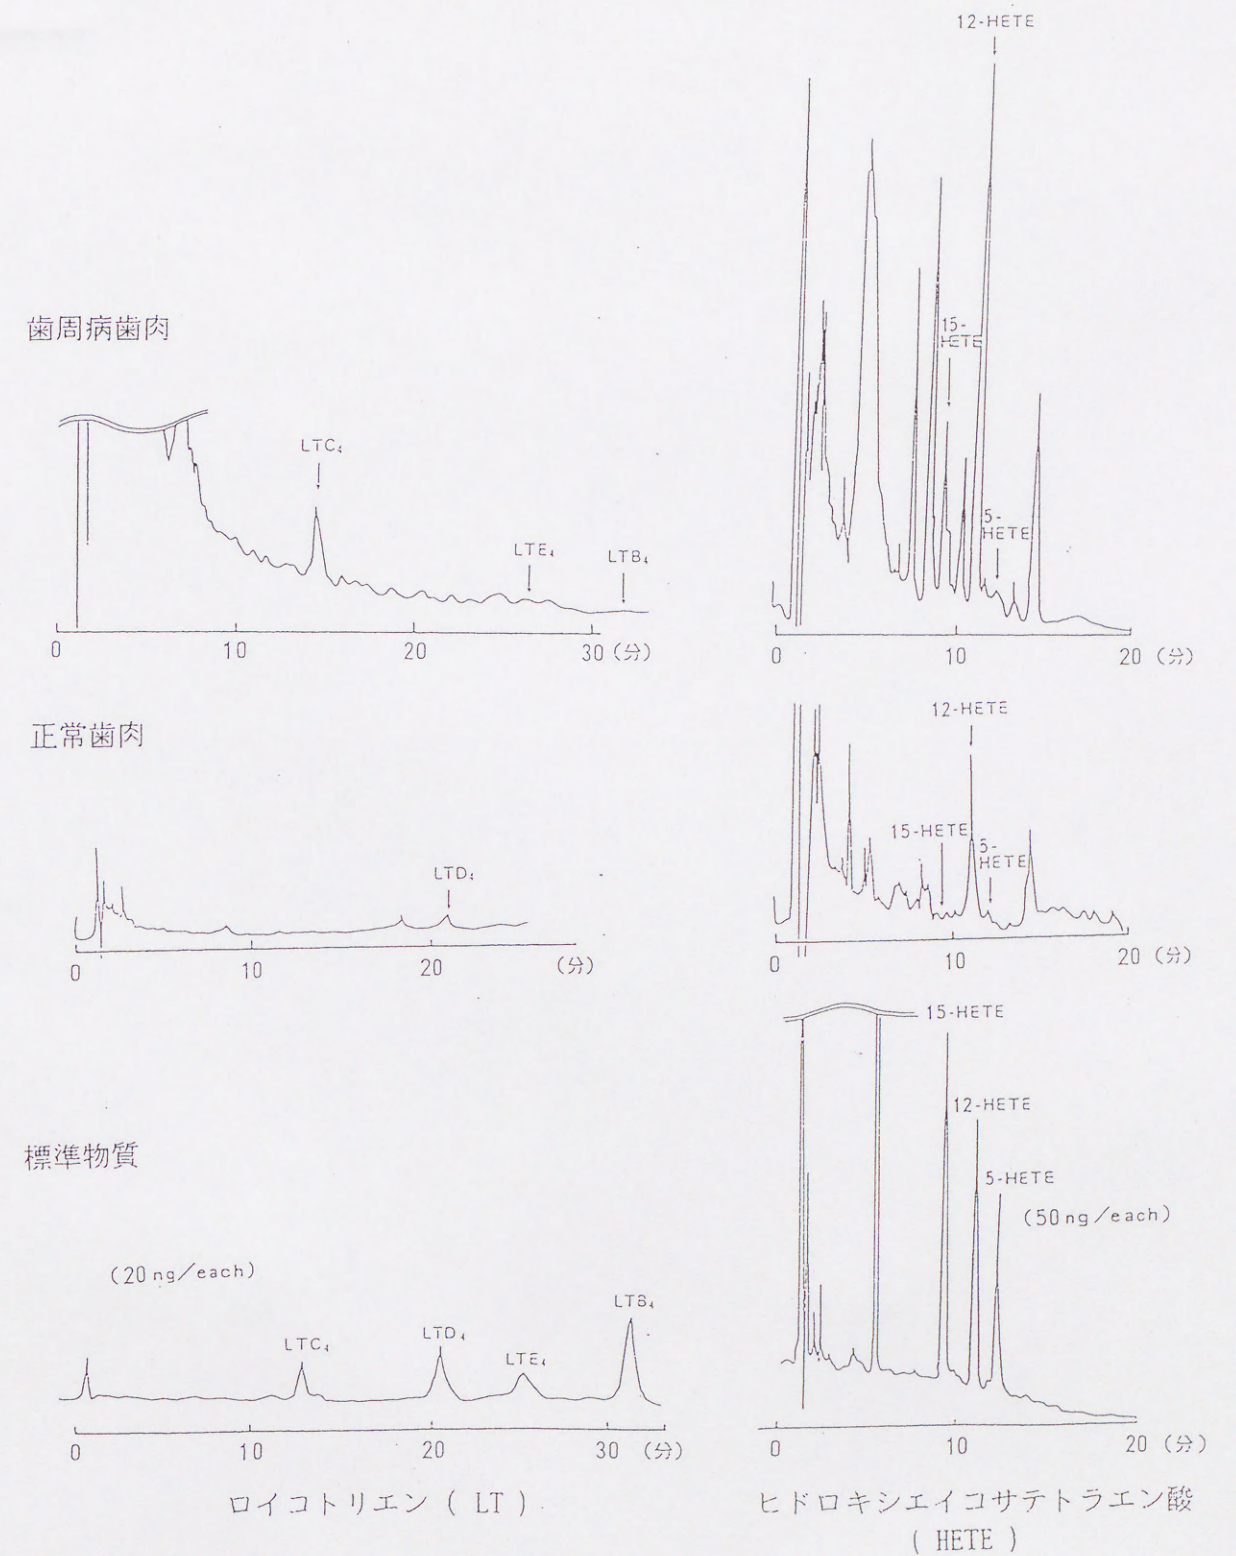 12-HETE
歯周病歯肉
15-
HETE
LTC₄
5-
HETE
LTE₄
LTB₄
0 10 20 30 (分)
0 10 20 (分)
正常歯肉
12-HETE
15-HETE
5-
HETE
LTD₄
0 10 20 (分)
0 10 20 (分)
15-HETE
12-HETE
標準物質
5-HETE
(50 ng/each)
(20 ng/each)
LTB₄
LTC₄
LTD₄
LTE₄
0 10 20 30 (分)
0 10 20 (分)
ロイコトリエン ( LT )
ヒドロキシエイコサテトラエン酸
( HETE )